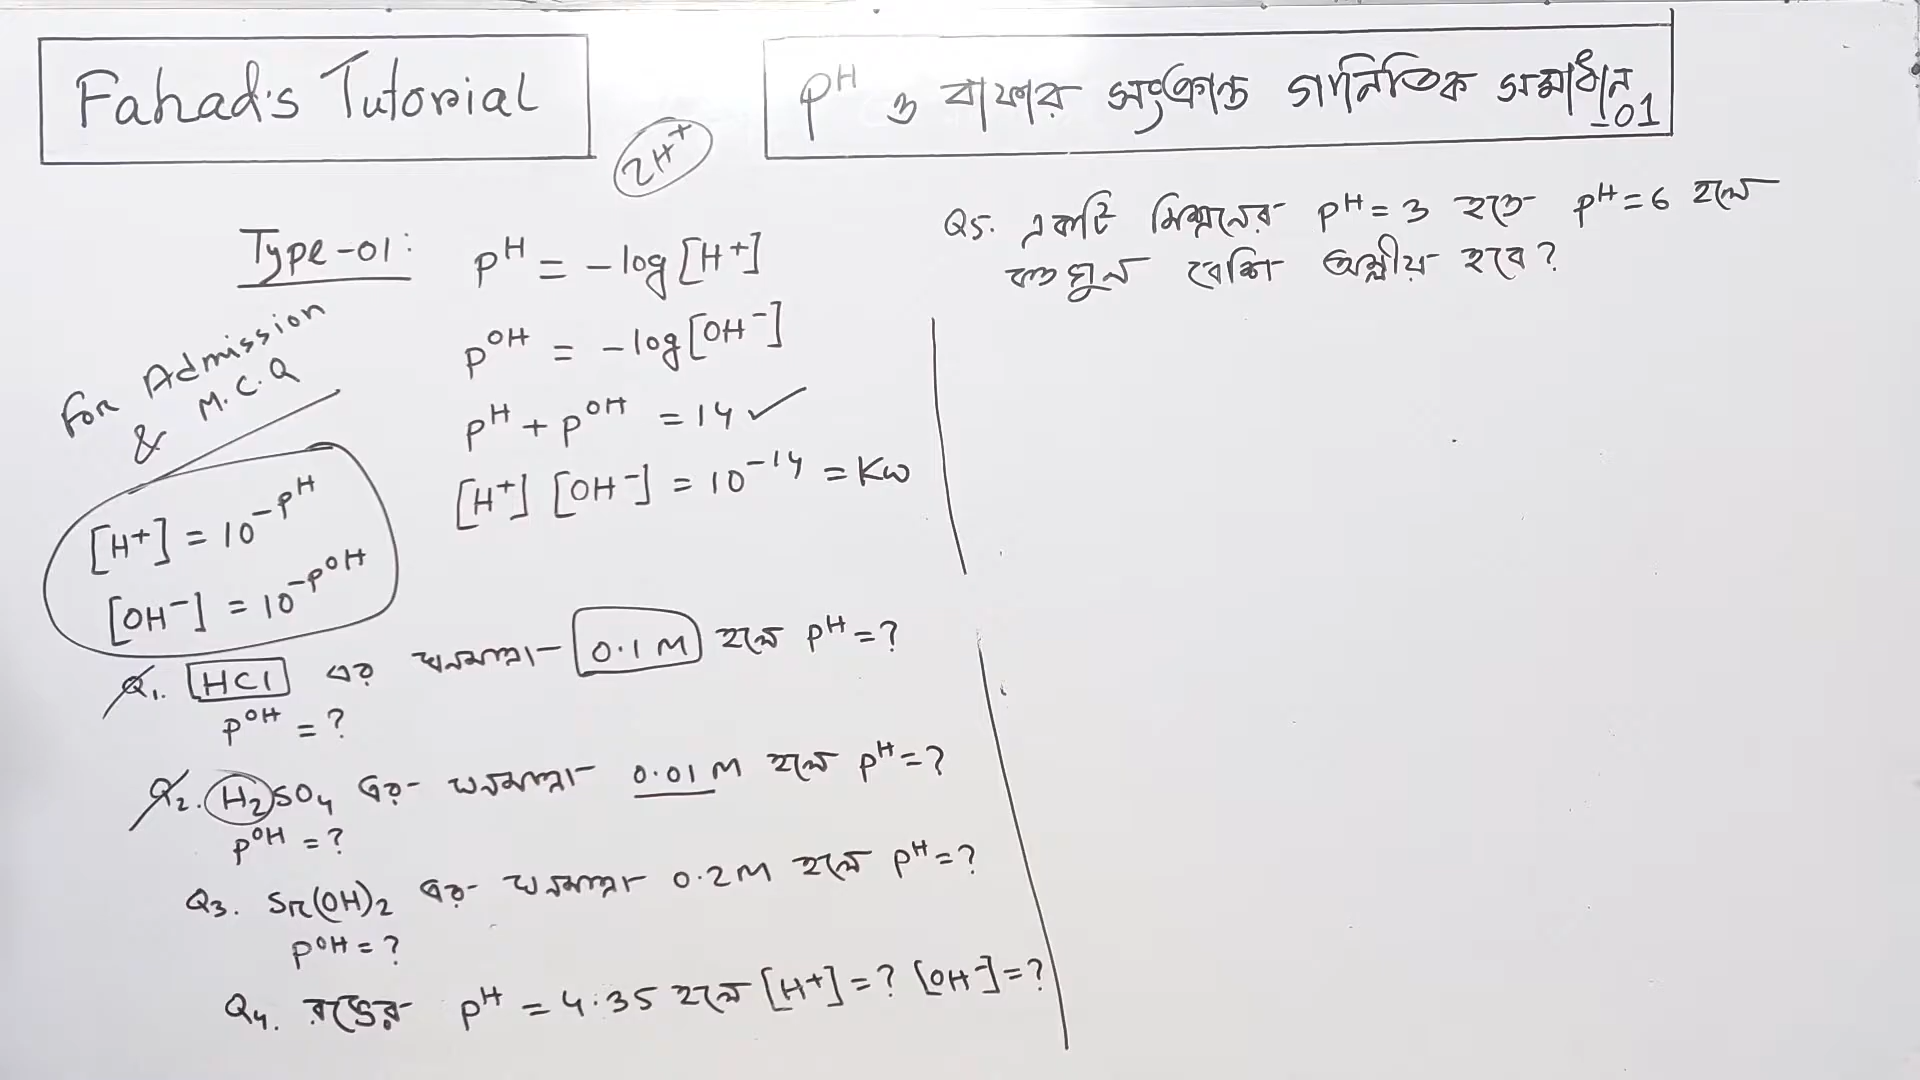 Fahad's Tutorial
pH ও বাফার সংক্রান্ত গানিতিক সমাধান -01
2H⁺
Type-01:
pH = -log[H⁺]
pOH = -log[OH⁻]
pH + pOH = 14 ✓
[H⁺] [OH⁻] = 10⁻¹⁴ = Kw
For Admission
& M.C.Q
[H⁺] = 10^-pH
[OH⁻] = 10^-pOH
Q1. HCl এর ঘনমাত্রা 0.1 M হলে pH = ?
pOH = ?
Q2. H₂SO₄ এর ঘনমাত্রা 0.01 M হলে pH = ?
pOH = ?
Q3. Sr(OH)₂ এর ঘনমাত্রা 0.2 M হলে pH = ?
pOH = ?
Q4. রক্তের pH = 4.35 হলে [H⁺] = ? [OH⁻] = ?
Q5. একটি মিশ্রনের pH = 3 হতে pH = 6 হলে
কত গুন বেশি অম্লীয় হবে?